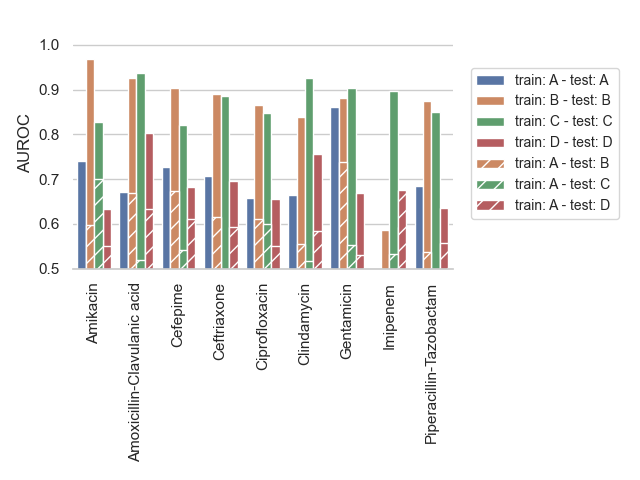 1.0
0.9
0.8
0.7
0.6
0.5
AUROC
Amikacin
Amoxicillin-Clavulanic acid
Cefepime
Ceftriaxone
Ciprofloxacin
Clindamycin
Gentamicin
Imipenem
Piperacillin-Tazobactam
train: A - test: A
train: B - test: B
train: C - test: C
train: D - test: D
train: A - test: B
train: A - test: C
train: A - test: D